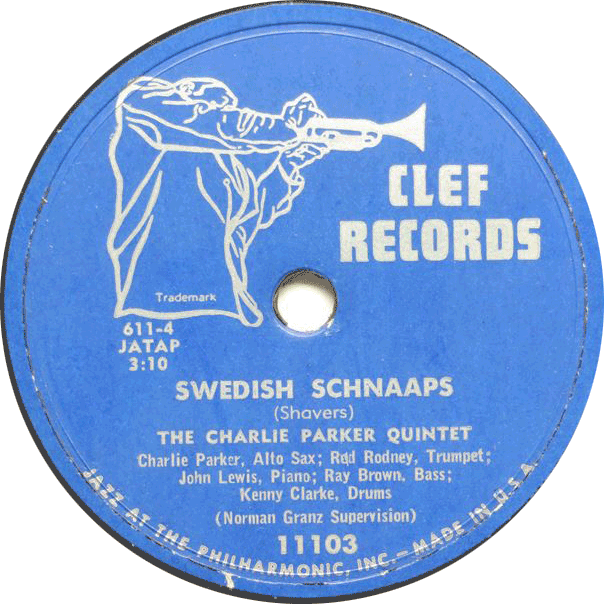 CLEF
RECORDS
Trademark
611-4
JATAP
3:10
SWEDISH SCHNAAPS
(Shavers)
THE CHARLIE PARKER QUINTET
Charlie Parker, Alto Sax; Red Rodney, Trumpet;
John Lewis, Piano; Ray Brown, Bass;
Kenny Clarke, Drums
(Norman Granz Supervision)
11103
JAZZ AT THE PHILHARMONIC, INC.—MADE IN U.S.A.